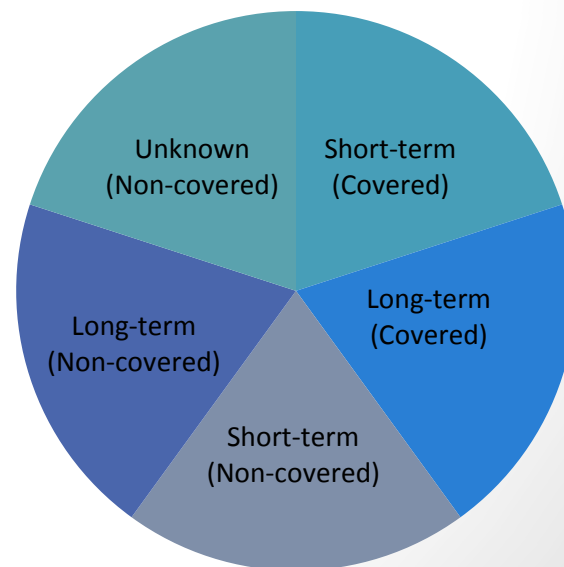 Unknown
(Non-covered)
Short-term
(Covered)
Long-term
(Non-covered)
Long-term
(Covered)
Short-term
(Non-covered)